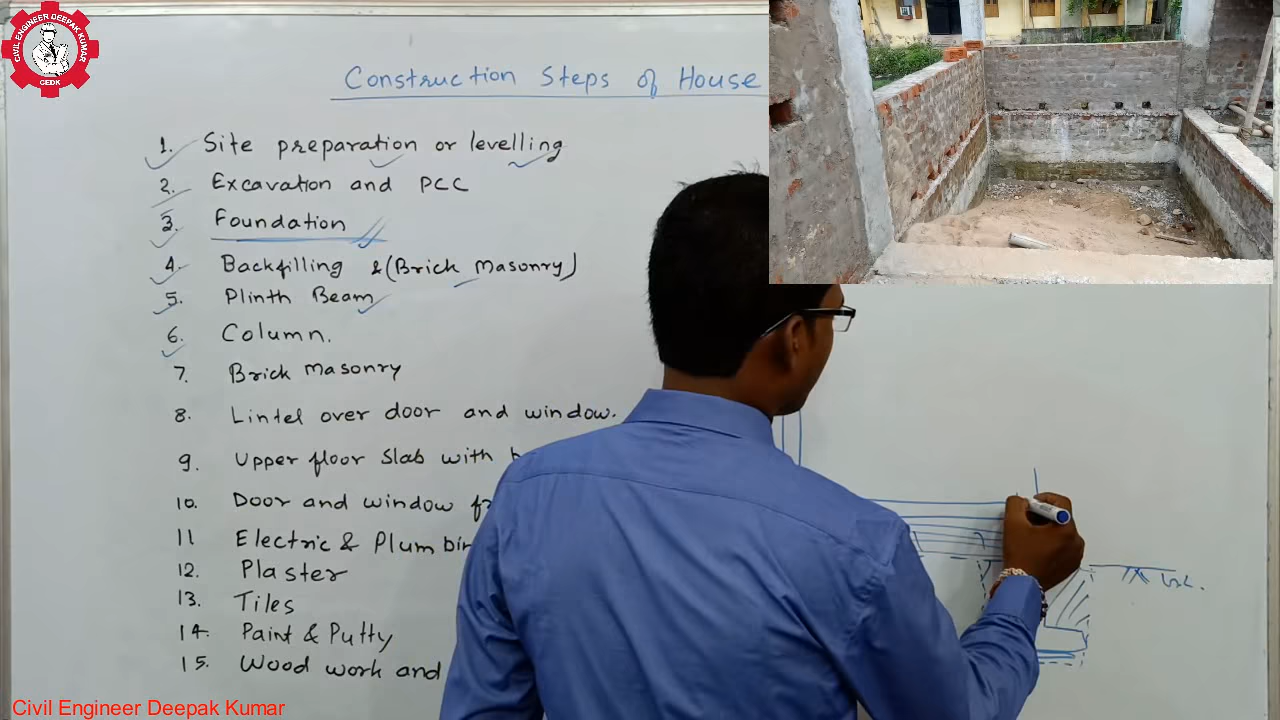 CIVIL ENGINEER DEEPAK KUMAR
CEDK
Construction Steps of House
1. Site preparation or levelling
2. Excavation and PCC
3. Foundation
4. Backfilling & (Brick Masonry)
5. Plinth Beam
6. Column.
7. Brick Masonry
8. Lintel over door and window.
9. Upper floor Slab with
10. Door and window
11 Electric & Plumbin
12. Plaster
13. Tiles
14. Paint & Putty
15. Wood work and
Civil Engineer Deepak Kumar